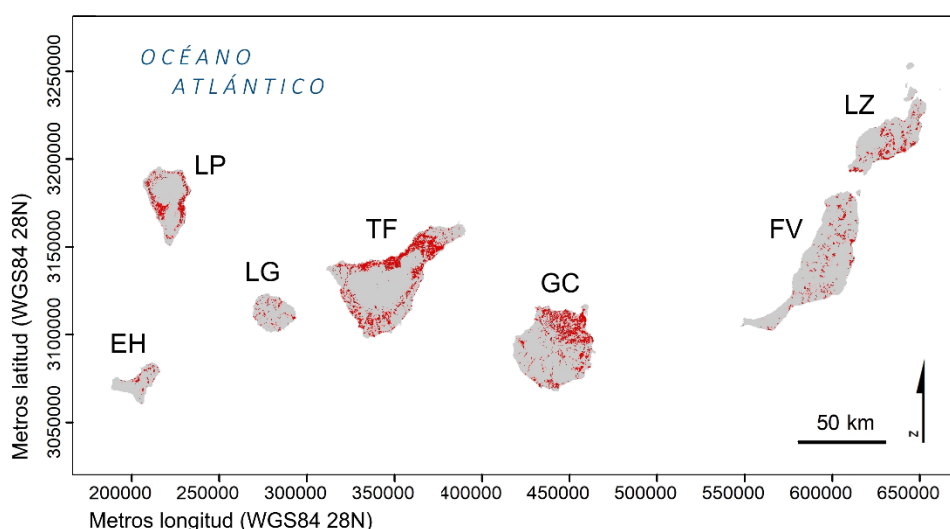 OCÉANO
ATLÁNTICO
LZ
LP
TF
FV
LG
GC
EH
50 km
N
3250000
3200000
3150000
3100000
3050000
Metros latitud (WGS84 28N)
200000 250000 300000 350000 400000 450000 500000 550000 600000 650000
Metros longitud (WGS84 28N)